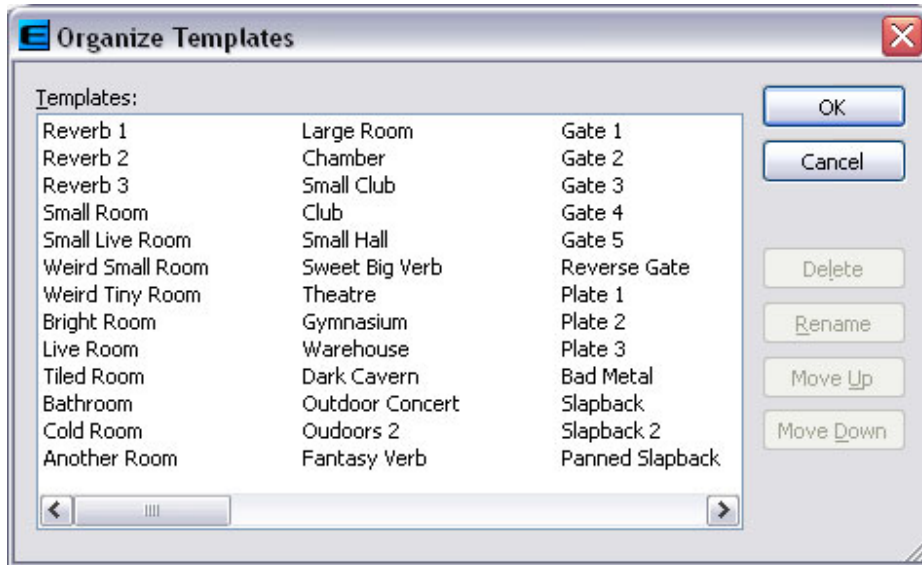 Organize Templates
Templates:
Reverb 1
Reverb 2
Reverb 3
Small Room
Small Live Room
Weird Small Room
Weird Tiny Room
Bright Room
Live Room
Tiled Room
Bathroom
Cold Room
Another Room
Large Room
Chamber
Small Club
Club
Small Hall
Sweet Big Verb
Theatre
Gymnasium
Warehouse
Dark Cavern
Outdoor Concert
Oudoors 2
Fantasy Verb
Gate 1
Gate 2
Gate 3
Gate 4
Gate 5
Reverse Gate
Plate 1
Plate 2
Plate 3
Bad Metal
Slapback
Slapback 2
Panned Slapback
OK
Cancel
Delete
Rename
Move Up
Move Down